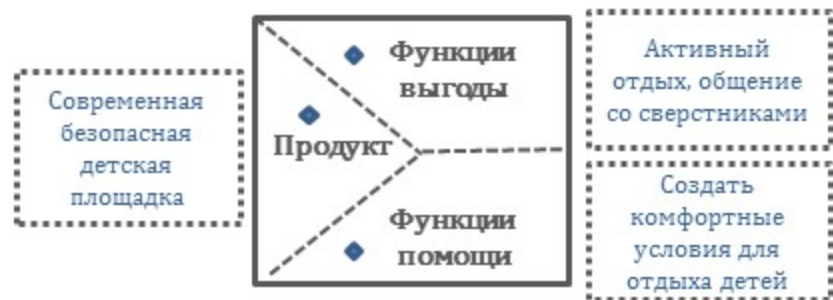 Современная
безопасная
детская
площадка
Функции
выгоды
Продукт
Функции
помощи
Активный
отдых, общение
со сверстниками
Создать
комфортные
условия для
отдыха детей